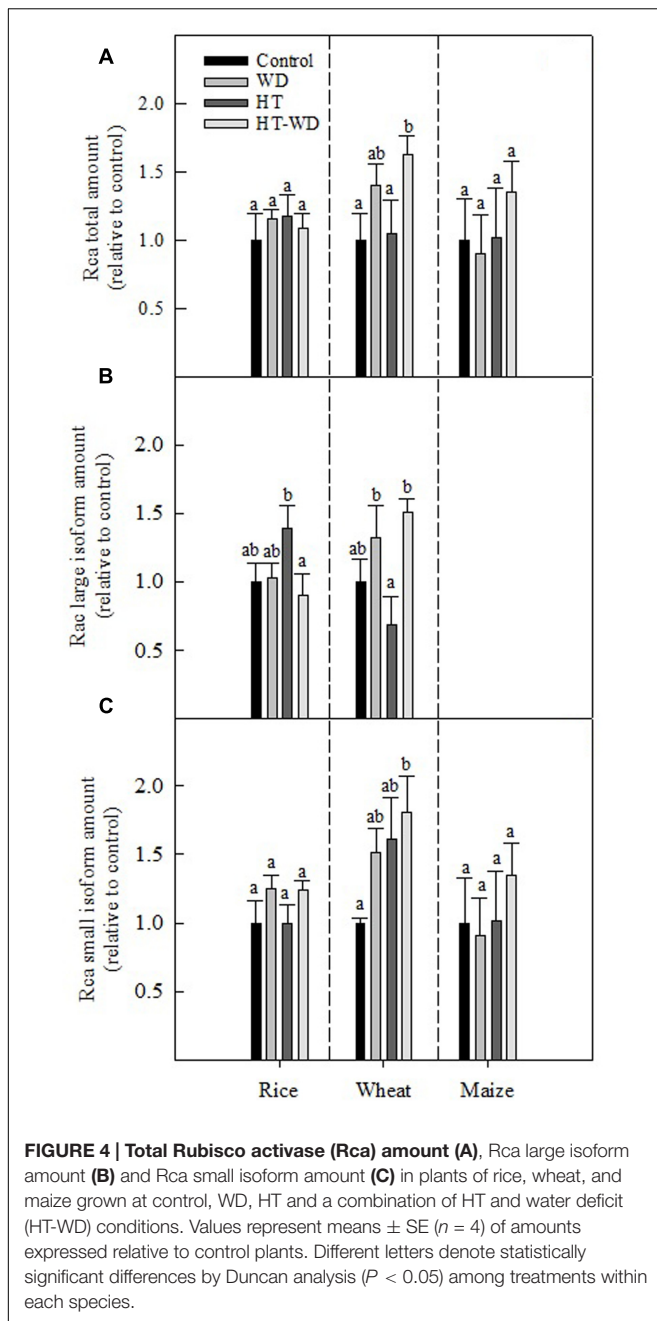 A
Control
WD
HT
HT-WD
Rca total amount
(relative to control)
2.0
1.5
1.0
0.5
a
a
a
a
a
ab
a
b
a
a
a
a
B
Rac large isoform amount
(relative to control)
2.0
1.5
1.0
0.5
ab
ab
b
a
ab
b
a
b
C
Rca small isoform amount
(relative to control)
2.0
1.5
1.0
0.5
a
a
a
a
a
ab
ab
b
a
a
a
a
Rice
Wheat
Maize
FIGURE 4 | Total Rubisco activase (Rca) amount (A), Rca large isoform
amount (B) and Rca small isoform amount (C) in plants of rice, wheat, and
maize grown at control, WD, HT and a combination of HT and water deficit
(HT-WD) conditions. Values represent means ± SE (n = 4) of amounts
expressed relative to control plants. Different letters denote statistically
significant differences by Duncan analysis (P < 0.05) among treatments within
each species.